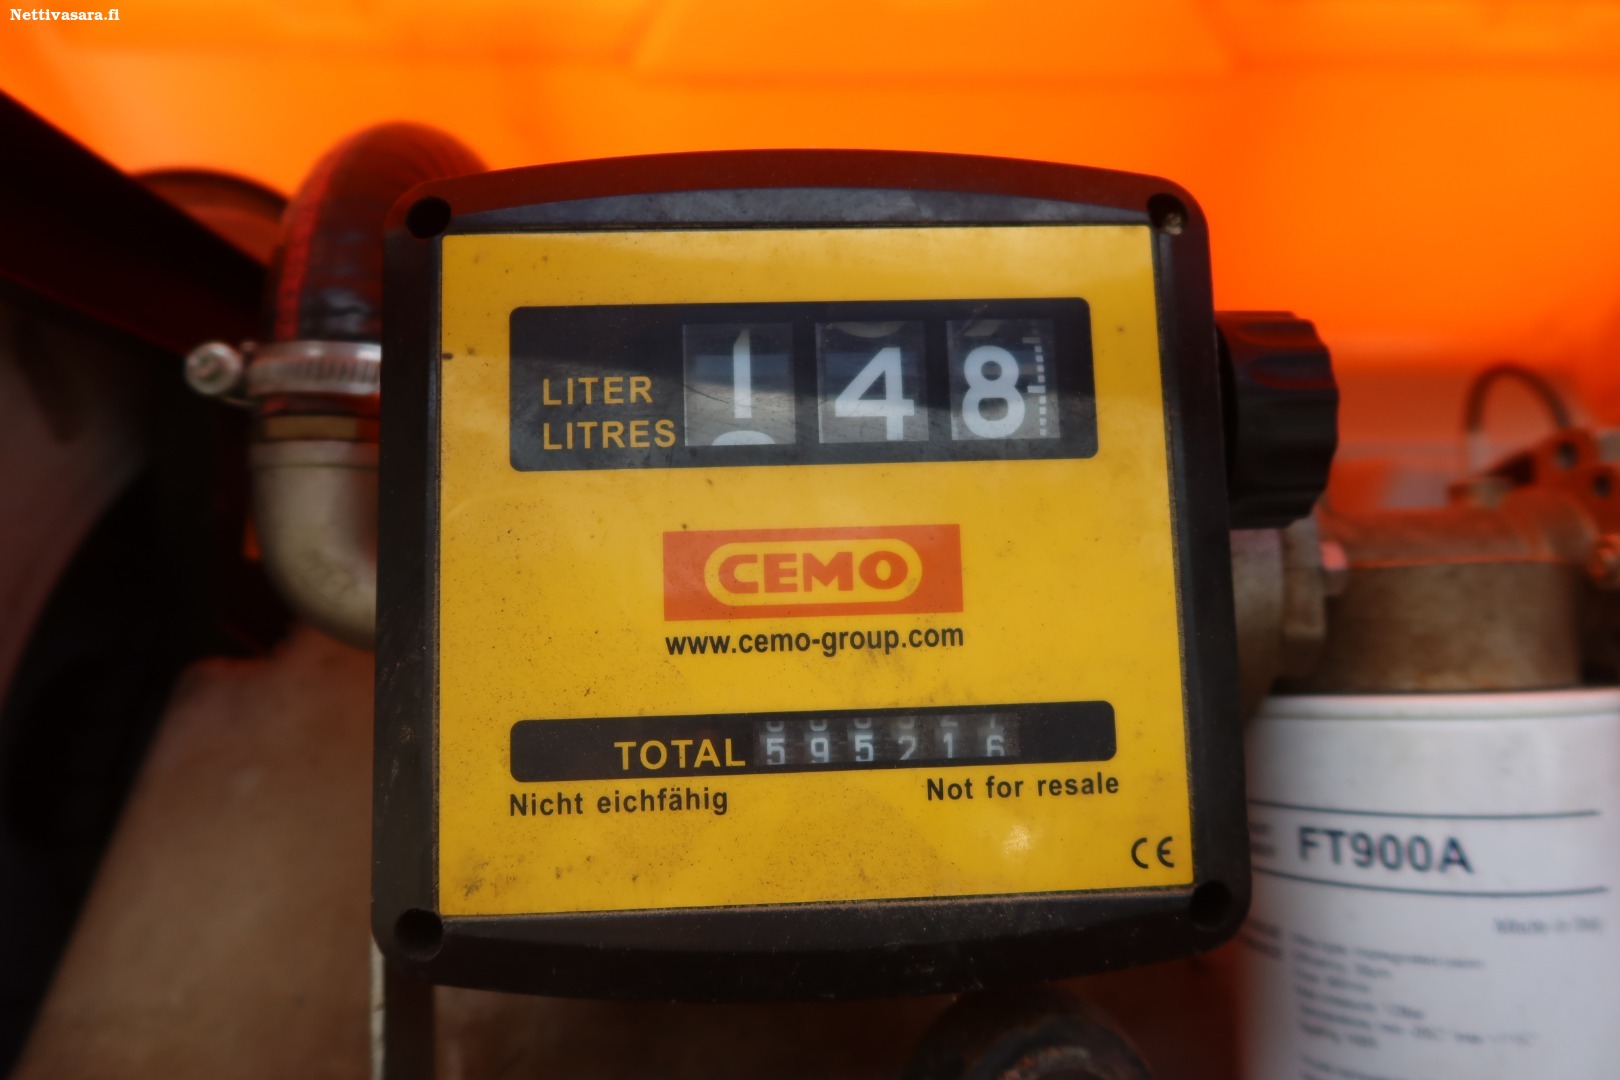 Nettivasara.fi
LITER
LITRES
148
CEMO
www.cemo-group.com
TOTAL 595216
Nicht eichfähig
Not for resale
CE
FT900A